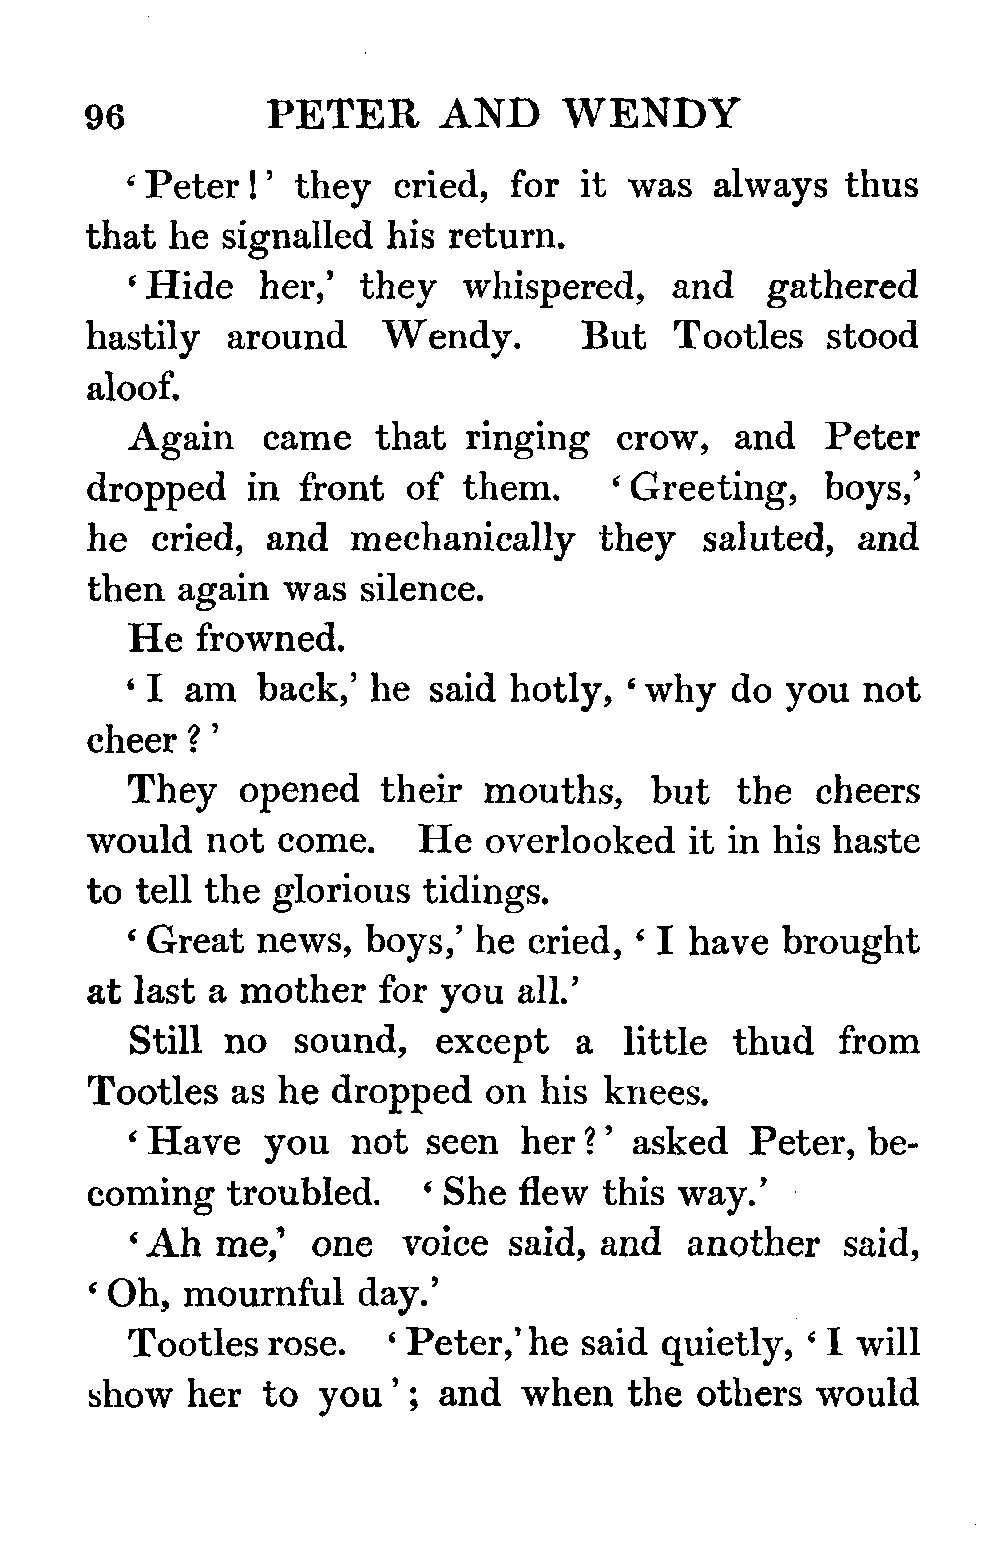 96 PETER AND WENDY
‘Peter!’ they cried, for it was always thus
that he signalled his return.
‘Hide her,’ they whispered, and gathered
hastily around Wendy. But Tootles stood
aloof.
Again came that ringing crow, and Peter
dropped in front of them. ‘Greeting, boys,’
he cried, and mechanically they saluted, and
then again was silence.
He frowned.
‘I am back,’ he said hotly, ‘why do you not
cheer?’
They opened their mouths, but the cheers
would not come. He overlooked it in his haste
to tell the glorious tidings.
‘Great news, boys,’ he cried, ‘I have brought
at last a mother for you all.’
Still no sound, except a little thud from
Tootles as he dropped on his knees.
‘Have you not seen her?’ asked Peter, be-
coming troubled. ‘She flew this way.’
‘Ah me,’ one voice said, and another said,
‘Oh, mournful day.’
Tootles rose. ‘Peter,’ he said quietly, ‘I will
show her to you’; and when the others would